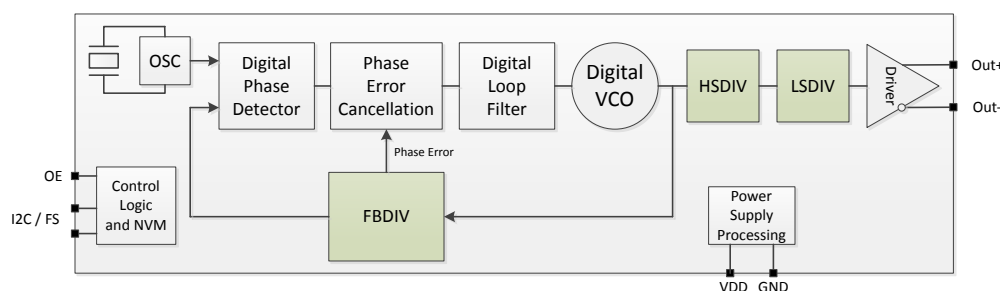 OSC
Digital
Phase
Detector
Phase
Error
Cancellation
Digital
Loop
Filter
Digital
VCO
HSDIV
LSDIV
Driver
Out+
Out-
Phase Error
OE
I2C / FS
Control
Logic
and NVM
FBDIV
Power
Supply
Processing
VDD
GND